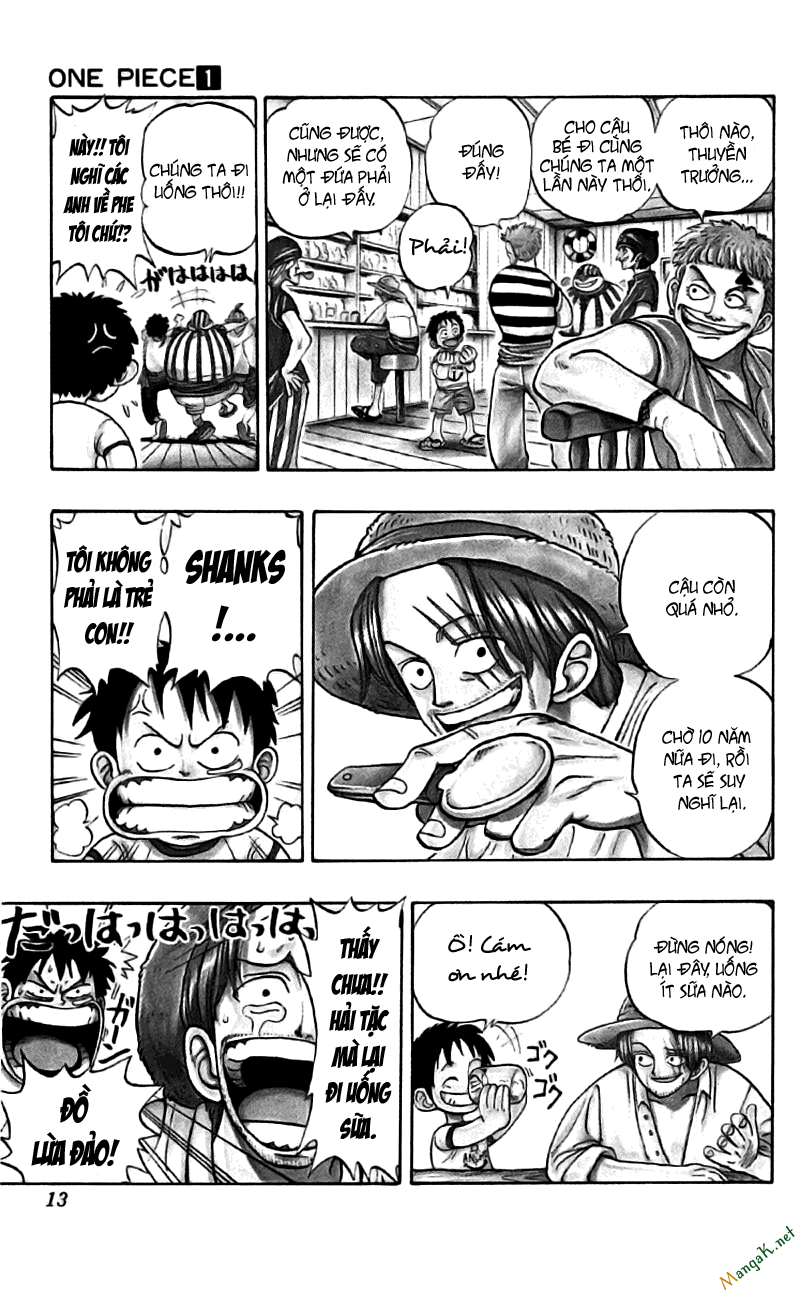 ONE PIECE 1
THÔI NÀO,
THUYỀN
TRƯỞNG...
CHO CẬU
BÉ ĐI CÙNG
CHÚNG TA MỘT
LẦN NÀY THÔI.
ĐÚNG
ĐẤY!
Phải!
CŨNG ĐƯỢC,
NHƯNG SẼ CÓ
MỘT ĐỨA PHẢI
Ở LẠI ĐẤY.
CHÚNG TA ĐI
UỐNG THÔI!!
がはははは
NÀY!! TÔI
NGHĨ CÁC
ANH VỀ PHE
TÔI CHỨ!?
CẬU CÒN
QUÁ NHỎ.
CHỜ 10 NĂM
NỮA ĐI, RỒI
TA SẼ SUY
NGHĨ LẠI.
SHANKS
!...
TÔI KHÔNG
PHẢI LÀ TRẺ
CON!!
ĐỪNG NÓNG!
LẠI ĐÂY, UỐNG
ÍT SỮA NÀO.
Ồ! Cám
ơn nhé!
ゴク
ゴク
THẤY
CHƯA!!
HẢI TẶC
MÀ LẠI
ĐI UỐNG
SỮA.
だっはっはっはっはっ
ガーン
ĐỒ
LỪA ĐẢO!
13
MangaK.net